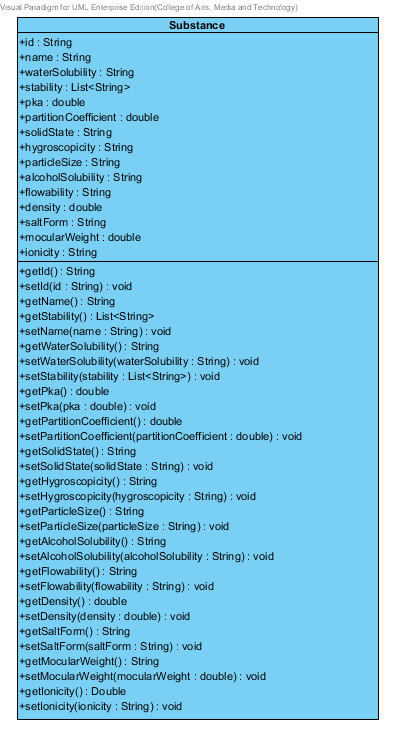 Visual Paradigm for UML Enterprise Edition(College of Arts, Media and Technology)
Substance
+id : String
+name : String
+waterSolubility : String
+stability : List<String>
+pka : double
+partitionCoefficient : double
+solidState : String
+hygroscopicity : String
+particleSize : String
+alcoholSolubility : String
+flowability : String
+density : double
+saltForm : String
+mocularWeight : double
+ionicity : String
+getId() : String
+setId(id : String) : void
+getName() : String
+getStability() : List<String>
+setName(name : String) : void
+getWaterSolubility() : String
+setWaterSolubility(waterSolubility : String) : void
+setStability(stability : List<String>) : void
+getPka() : double
+setPka(pka : double) : void
+getPartitionCoefficient() : double
+setPartitionCoefficient(partitionCoefficient : double) : void
+getSolidState() : String
+setSolidState(solidState : String) : void
+getHygroscopicity() : String
+setHygroscopicity(hygroscopicity : String) : void
+getParticleSize() : String
+setParticleSize(particleSize : String) : void
+getAlcoholSolubility() : String
+setAlcoholSolubility(alcoholSolubility : String) : void
+getFlowability() : String
+setFlowability(flowability : String) : void
+getDensity() : double
+setDensity(density : double) : void
+getSaltForm() : String
+setSaltForm(saltForm : String) : void
+getMocularWeight() : String
+setMocularWeight(mocularWeight : double) : void
+getIonicity() : Double
+setIonicity(ionicity : String) : void